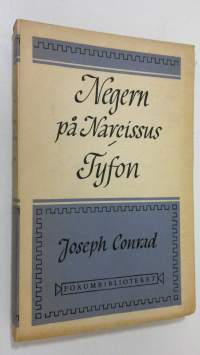 Negern
på Narcissus
Tyfon
Joseph Conrad
FORUMBIBLIOTEKET